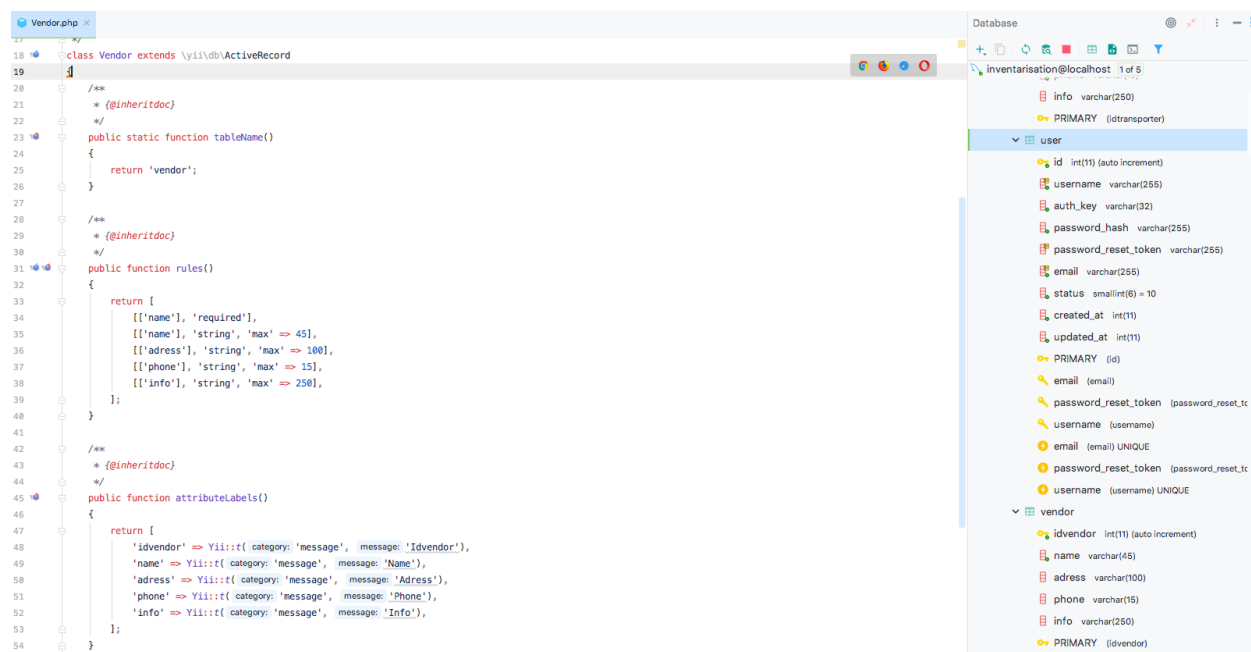 Vendor.php
17 */
18 class Vendor extends \yii\db\ActiveRecord
19 {
20 /**
21 * {@inheritdoc}
22 */
23 public static function tableName()
24 {
25 return 'vendor';
26 }
27
28 /**
29 * {@inheritdoc}
30 */
31 public function rules()
32 {
33 return [
34 [['name'], 'required'],
35 [['name'], 'string', 'max' => 45],
36 [['adress'], 'string', 'max' => 100],
37 [['phone'], 'string', 'max' => 15],
38 [['info'], 'string', 'max' => 250],
39 ];
40 }
41
42 /**
43 * {@inheritdoc}
44 */
45 public function attributeLabels()
46 {
47 return [
48 'idvendor' => Yii::t( category: 'message', message: 'Idvendor'),
49 'name' => Yii::t( category: 'message', message: 'Name'),
50 'adress' => Yii::t( category: 'message', message: 'Adress'),
51 'phone' => Yii::t( category: 'message', message: 'Phone'),
52 'info' => Yii::t( category: 'message', message: 'Info'),
53 ];
54 }
Database
inventarisation@localhost 1 of 5
info varchar(250)
PRIMARY (idtransporter)
user
id int(11) (auto increment)
username varchar(255)
auth_key varchar(32)
password_hash varchar(255)
password_reset_token varchar(255)
email varchar(255)
status smallint(6) = 10
created_at int(11)
updated_at int(11)
PRIMARY (id)
email (email)
password_reset_token (password_reset_to
username (username)
email (email) UNIQUE
password_reset_token (password_reset_to
username (username) UNIQUE
vendor
idvendor int(11) (auto increment)
name varchar(45)
adress varchar(100)
phone varchar(15)
info varchar(250)
PRIMARY (idvendor)